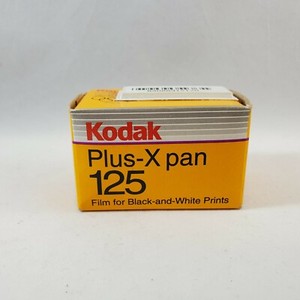 Kodak
Plus-X pan
125
Film for Black-and-White Prints